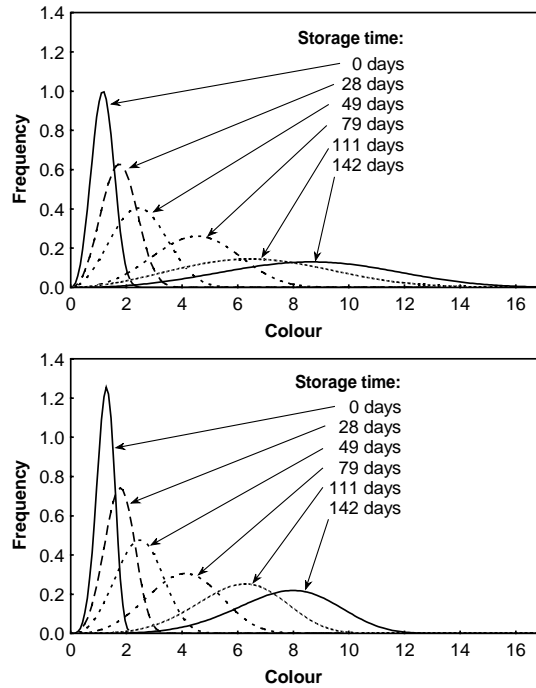 1.4
Storage time:
1.2
0 days
1.0
28 days
49 days
0.8
79 days
111 days
0.6
142 days
0.4
0.2
0.0
Frequency
0 2 4 6 8 10 12 14 16
Colour
1.4
Storage time:
1.2
0 days
28 days
1.0
49 days
0.8
79 days
111 days
0.6
142 days
0.4
0.2
0.0
Frequency
0 2 4 6 8 10 12 14 16
Colour